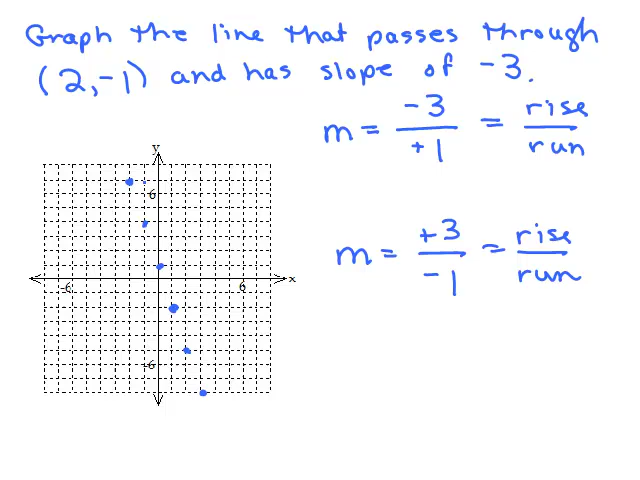 Graph the line that passes through
(2,-1) and has slope of -3.
m = -3/+1 = rise/run
y
6
m = +3/-1 = rise/run
-6 6 x
-6